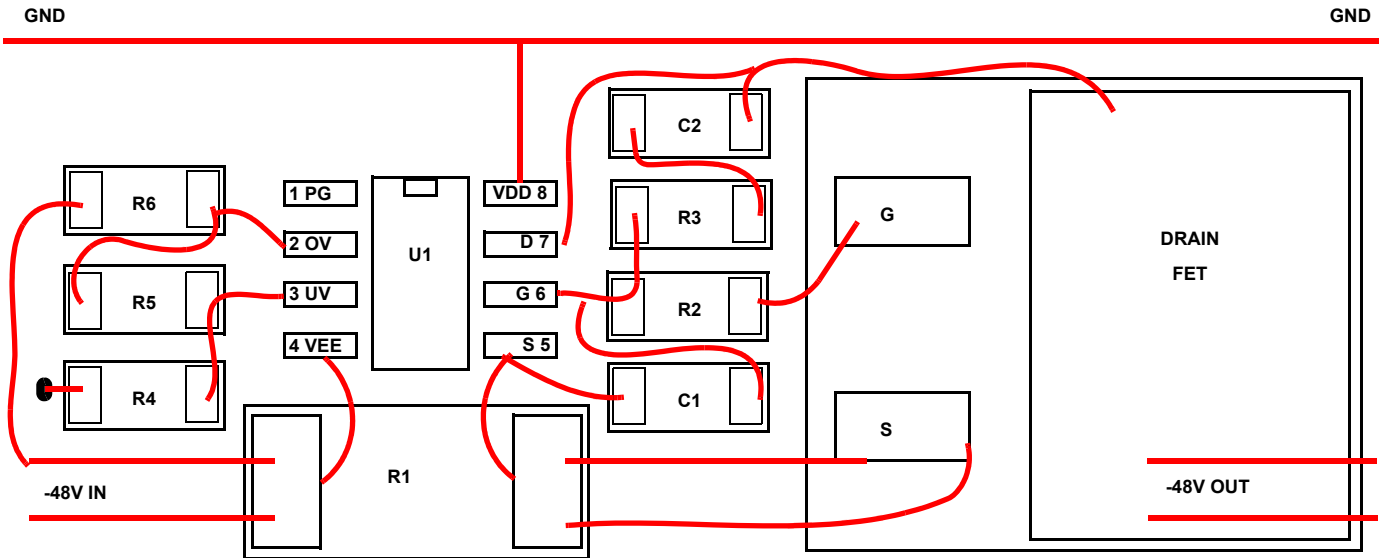 GND
GND
C2
R6
1 PG
VDD 8
R3
G
2 OV
U1
D 7
DRAIN
FET
R5
3 UV
G 6
R2
4 VEE
S 5
R4
C1
S
R1
-48V IN
-48V OUT